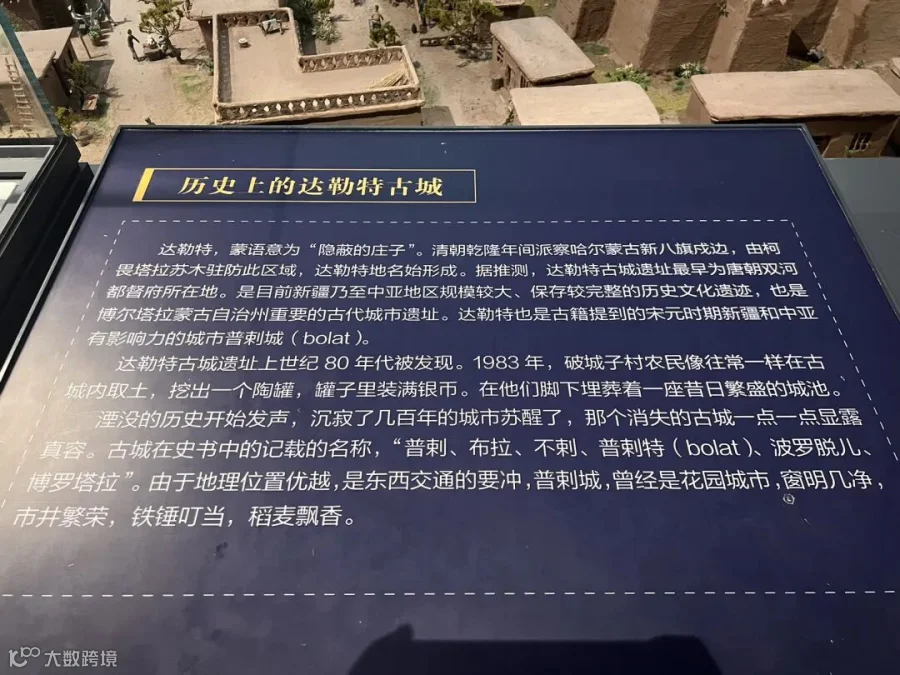 历史上的达勒特古城
达勒特，蒙语意为“隐蔽的庄子”。清朝乾隆年间派察哈尔蒙古新八旗戍边，由柯
畏塔拉苏木驻防此区域，达勒特地名始形成。据推测，达勒特古城遗址最早为唐朝双河
都督府所在地。是目前新疆乃至中亚地区规模较大、保存较完整的历史文化遗迹，也是
博尔塔拉蒙古自治州重要的古代城市遗址。达勒特也是古籍提到的宋元时期新疆和中亚
有影响力的城市普剌城（bolat）。
达勒特古城遗址上世纪 80 年代被发现。1983 年，破城子村农民像往常一样在古
城内取土，挖出一个陶罐，罐子里装满银币。在他们脚下埋葬着一座昔日繁盛的城池。
湮没的历史开始发声，沉寂了几百年的城市苏醒了，那个消失的古城一点一点显露
真容。古城在史书中的记载的名称，“普剌、布拉、不剌、普剌特（bolat）、波罗脱儿、
博罗塔拉”。由于地理位置优越，是东西交通的要冲，普剌城，曾经是花园城市，窗明几净，
市井繁荣，铁锤叮当，稻麦飘香。
大数跨境